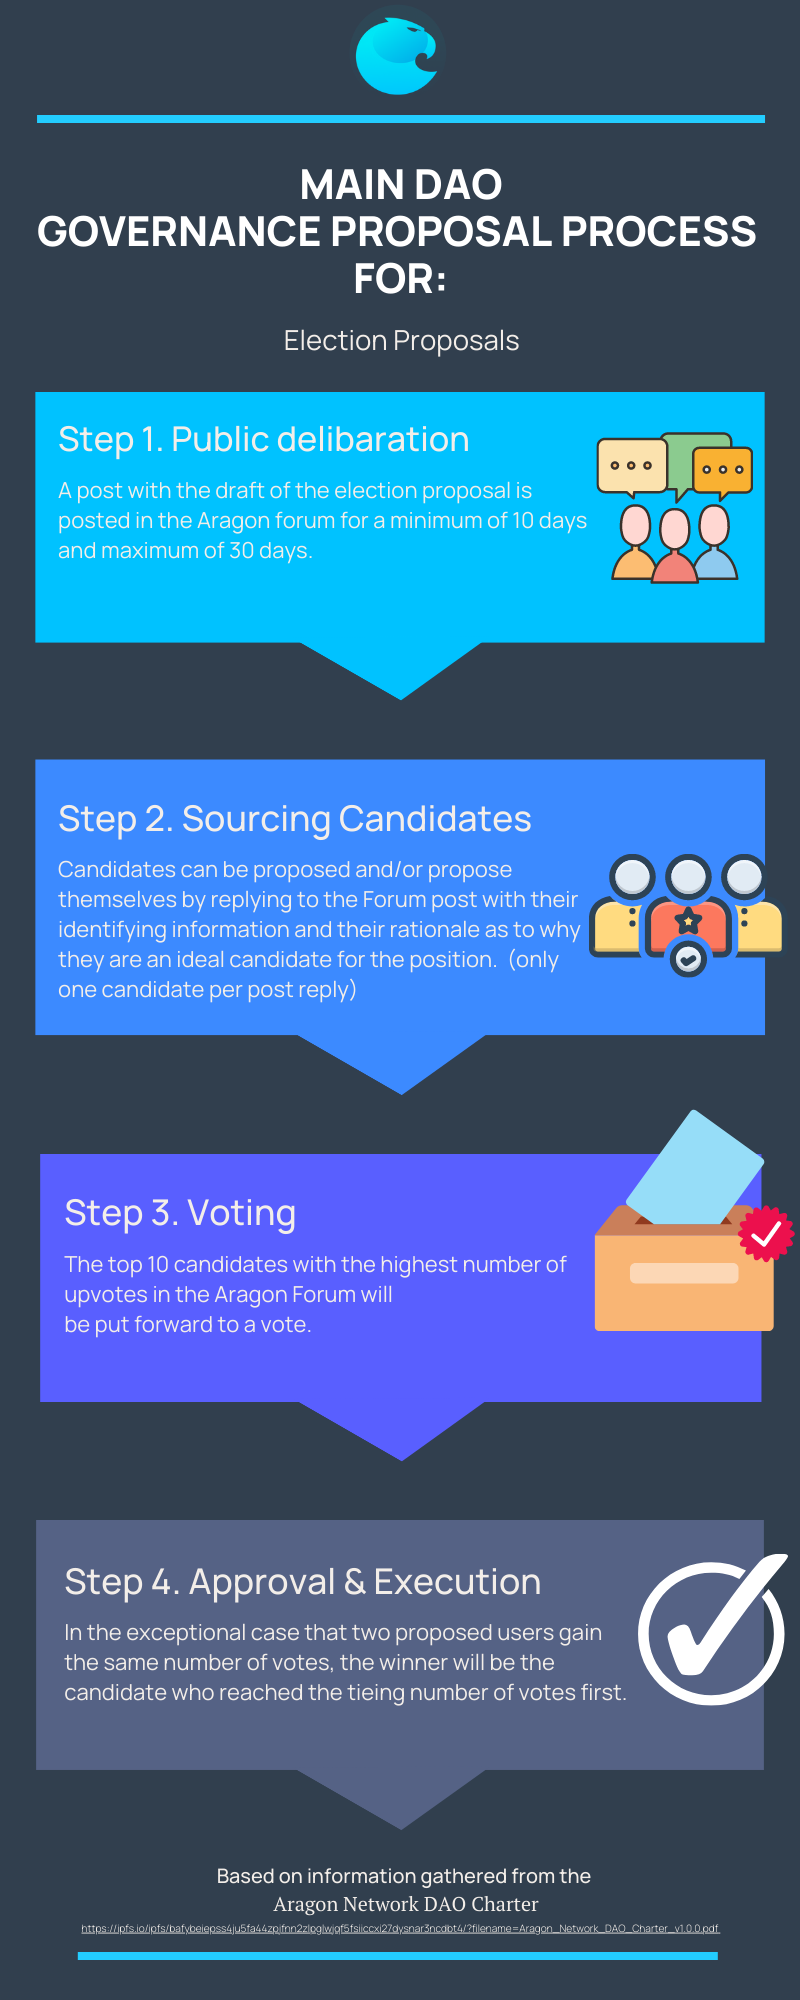 MAIN DAO
GOVERNANCE PROPOSAL PROCESS
FOR:
Election Proposals
Step 1. Public delibaration
A post with the draft of the election proposal is
posted in the Aragon forum for a minimum of 10 days
and maximum of 30 days.
Step 2. Sourcing Candidates
Candidates can be proposed and/or propose
themselves by replying to the Forum post with their
identifying information and their rationale as to why
they are an ideal candidate for the position.  (only
one candidate per post reply)
Step 3. Voting
The top 10 candidates with the highest number of
upvotes in the Aragon Forum will
be put forward to a vote.
Step 4. Approval & Execution
In the exceptional case that two proposed users gain
the same number of votes, the winner will be the
candidate who reached the tieing number of votes first.
Based on information gathered from the
Aragon Network DAO Charter
https://ipfs.io/ipfs/bafybeiepss4ju5fa44zpjfnn2zlpglwjqf5fsiiccxi27dysnar3ncdbt4/?filename=Aragon_Network_DAO_Charter_v1.0.0.pdf